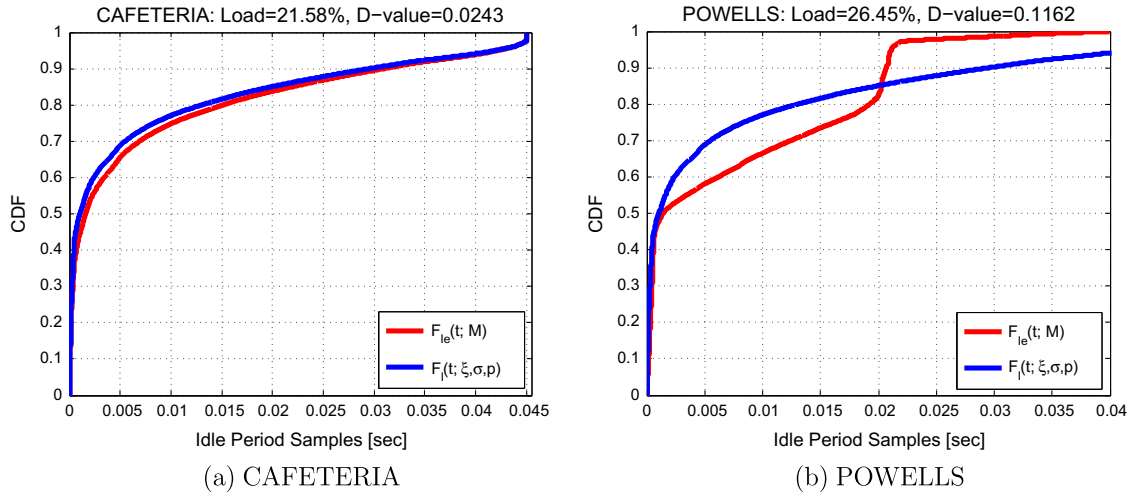 CAFETERIA: Load=21.58%, D-value=0.0243
1
0.9
0.8
0.7
0.6
0.5
0.4
0.3
0.2
0.1
0
CDF
0 0.005 0.01 0.015 0.02 0.025 0.03 0.035 0.04 0.045
Idle Period Samples [sec]
F_Ie(t; M)
F_I(t; ξ,σ,p)
(a) CAFETERIA
POWELLS: Load=26.45%, D-value=0.1162
1
0.9
0.8
0.7
0.6
0.5
0.4
0.3
0.2
0.1
0
CDF
0 0.005 0.01 0.015 0.02 0.025 0.03 0.035 0.04
Idle Period Samples [sec]
F_Ie(t; M)
F_I(t; ξ,σ,p)
(b) POWELLS